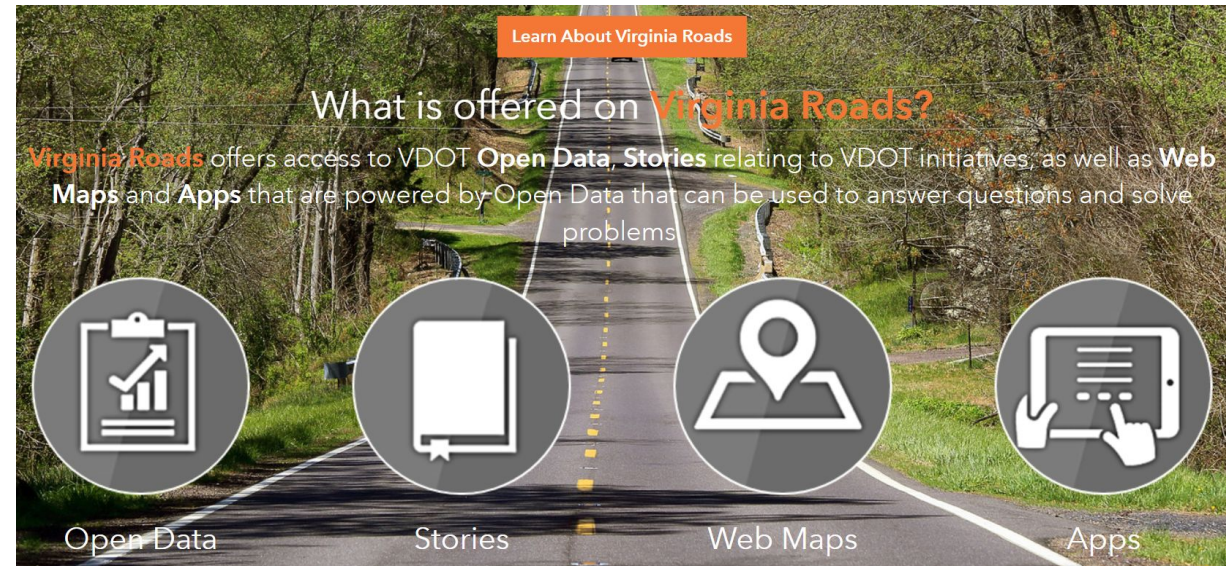 Learn About Virginia Roads
What is offered on Virginia Roads?
Virginia Roads offers access to VDOT Open Data, Stories relating to VDOT initiatives, as well as Web
Maps and Apps that are powered by Open Data that can be used to answer questions and solve
problems
Open Data
Stories
Web Maps
Apps